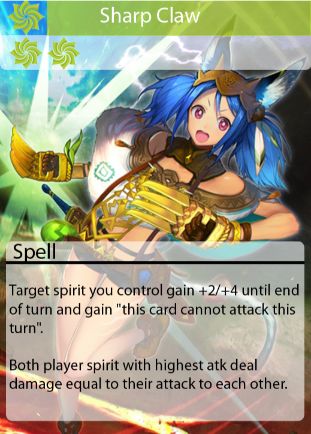 Sharp Claw
Spell
Target spirit you control gain +2/+4 until end
of turn and gain "this card cannot attack this
turn".
Both player spirit with highest atk deal
damage equal to their attack to each other.